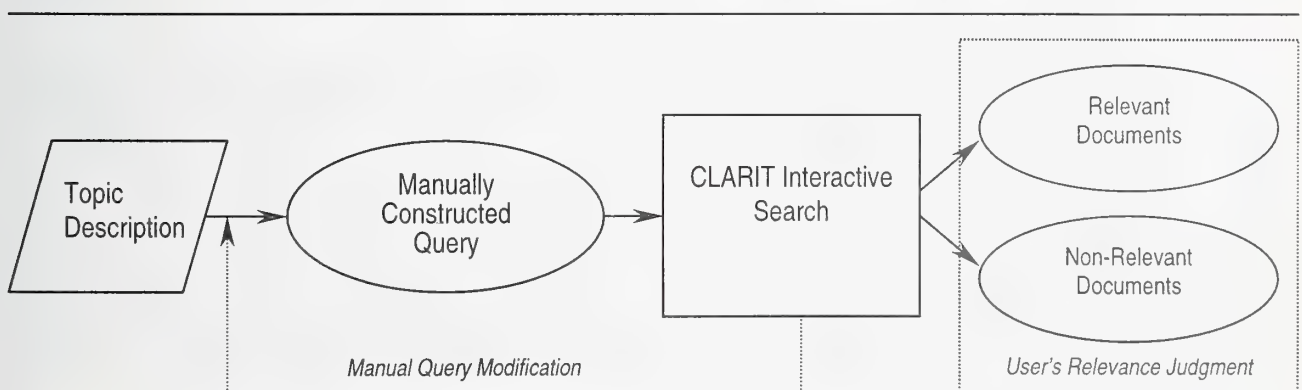 Topic
Description
Manually
Constructed
Query
CLARIT Interactive
Search
Relevant
Documents
Non-Relevant
Documents
Manual Query Modification
User's Relevance Judgment